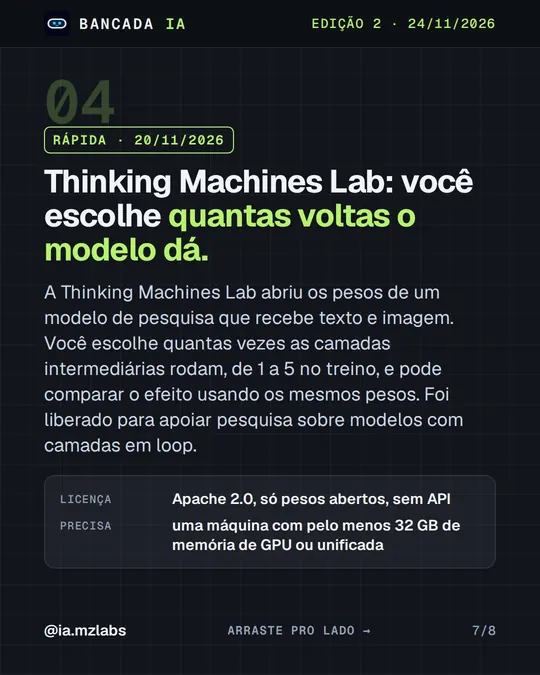 BANCADA IA
EDIÇÃO 2 · 24/11/2026
04
RÁPIDA · 20/11/2026
Thinking Machines Lab: você
escolhe quantas voltas o
modelo dá.
A Thinking Machines Lab abriu os pesos de um
modelo de pesquisa que recebe texto e imagem.
Você escolhe quantas vezes as camadas
intermediárias rodam, de 1 a 5 no treino, e pode
comparar o efeito usando os mesmos pesos. Foi
liberado para apoiar pesquisa sobre modelos com
camadas em loop.
LICENÇA Apache 2.0, só pesos abertos, sem API
PRECISA uma máquina com pelo menos 32 GB de
memória de GPU ou unificada
@ia.mzlabs
ARRASTE PRO LADO →
7/8